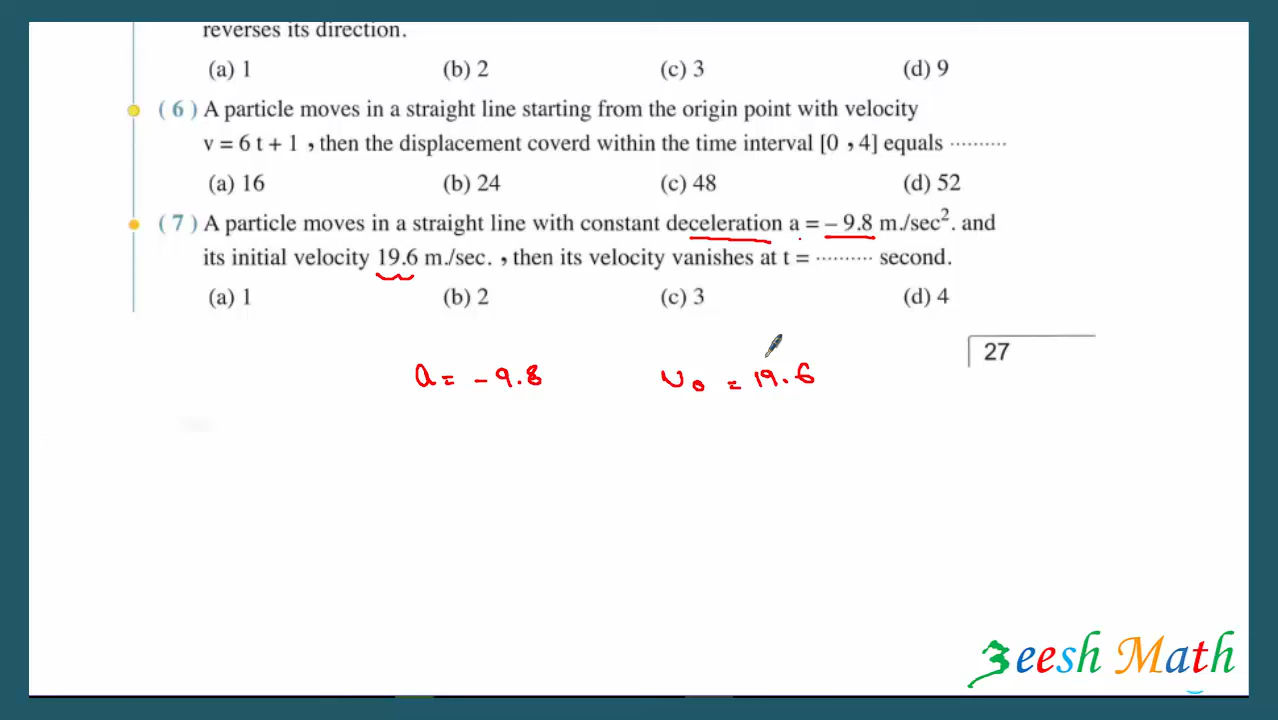 reverses its direction.
(a) 1 (b) 2 (c) 3 (d) 9
( 6 ) A particle moves in a straight line starting from the origin point with velocity
v = 6 t + 1 , then the displacement coverd within the time interval [0 , 4] equals ··········
(a) 16 (b) 24 (c) 48 (d) 52
( 7 ) A particle moves in a straight line with constant deceleration a = – 9.8 m./sec². and
its initial velocity 19.6 m./sec. , then its velocity vanishes at t = ·········· second.
(a) 1 (b) 2 (c) 3 (d) 4
27
a = - 9.8 v₀ = 19.6
Zeesh Math